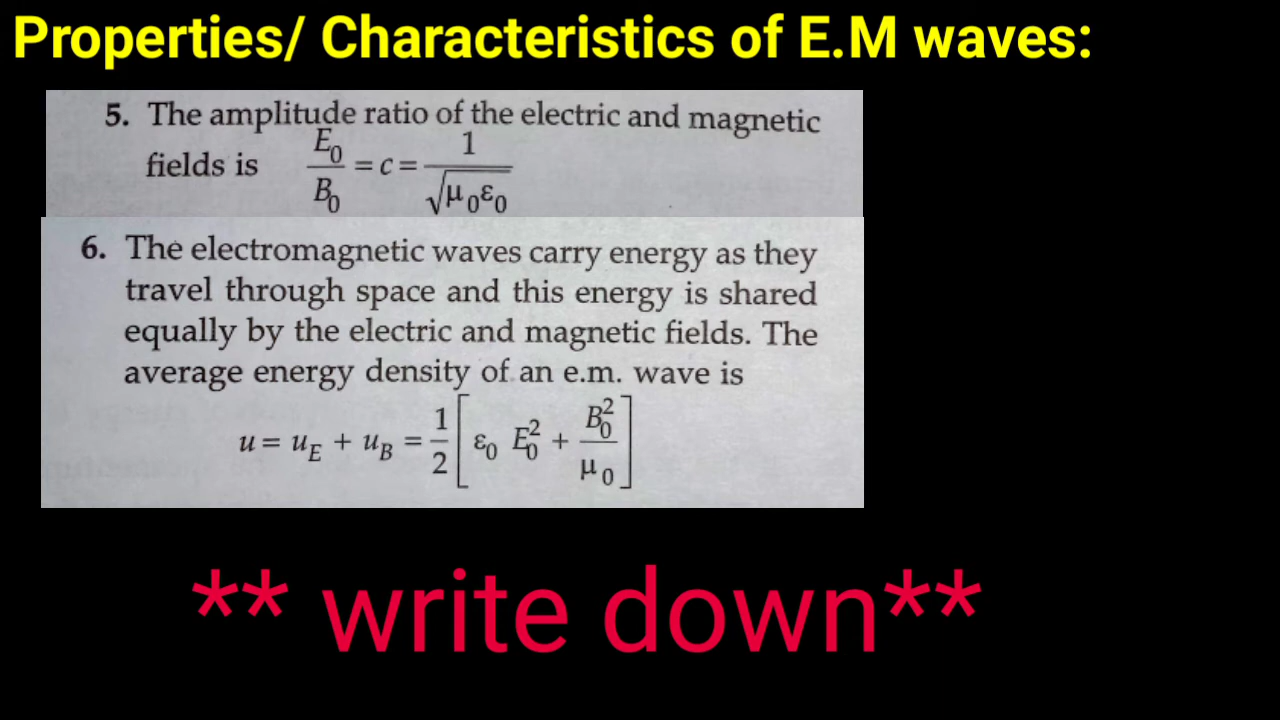 Properties/ Characteristics of E.M waves:
5. The amplitude ratio of the electric and magnetic
fields is E₀/B₀ = c = 1/√μ₀ε₀
6. The electromagnetic waves carry energy as they
travel through space and this energy is shared
equally by the electric and magnetic fields. The
average energy density of an e.m. wave is
u = u_E + u_B = 1/2 [ε₀ E₀² + B₀²/μ₀]
** write down**